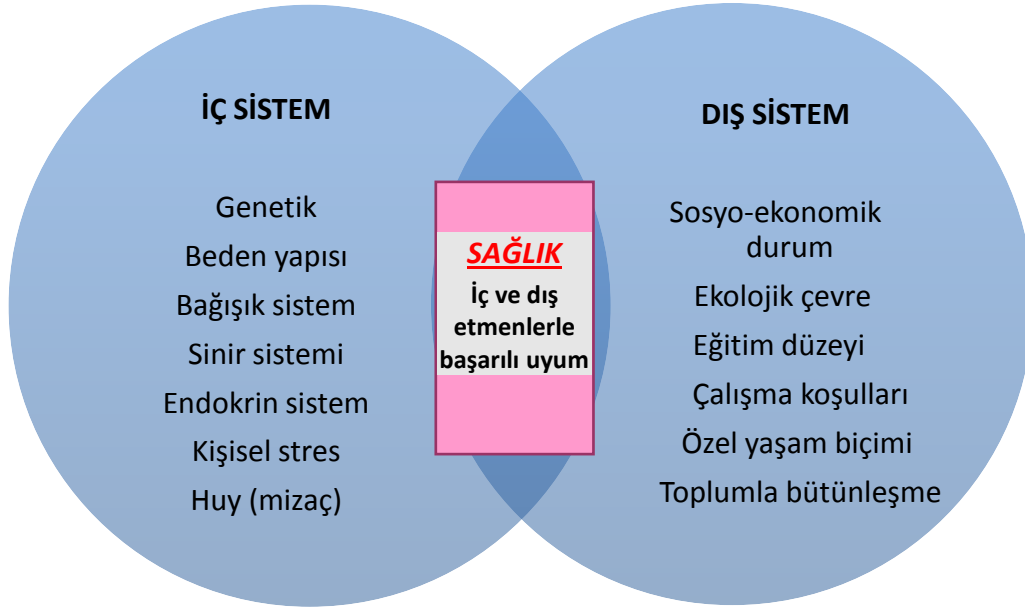 İÇ SİSTEM
Genetik
Beden yapısı
Bağışık sistem
Sinir sistemi
Endokrin sistem
Kişisel stres
Huy (mizaç)
SAĞLIK
İç ve dış
etmenlerle
başarılı uyum
DIŞ SİSTEM
Sosyo-ekonomik
durum
Ekolojik çevre
Eğitim düzeyi
Çalışma koşulları
Özel yaşam biçimi
Toplumla bütünleşme